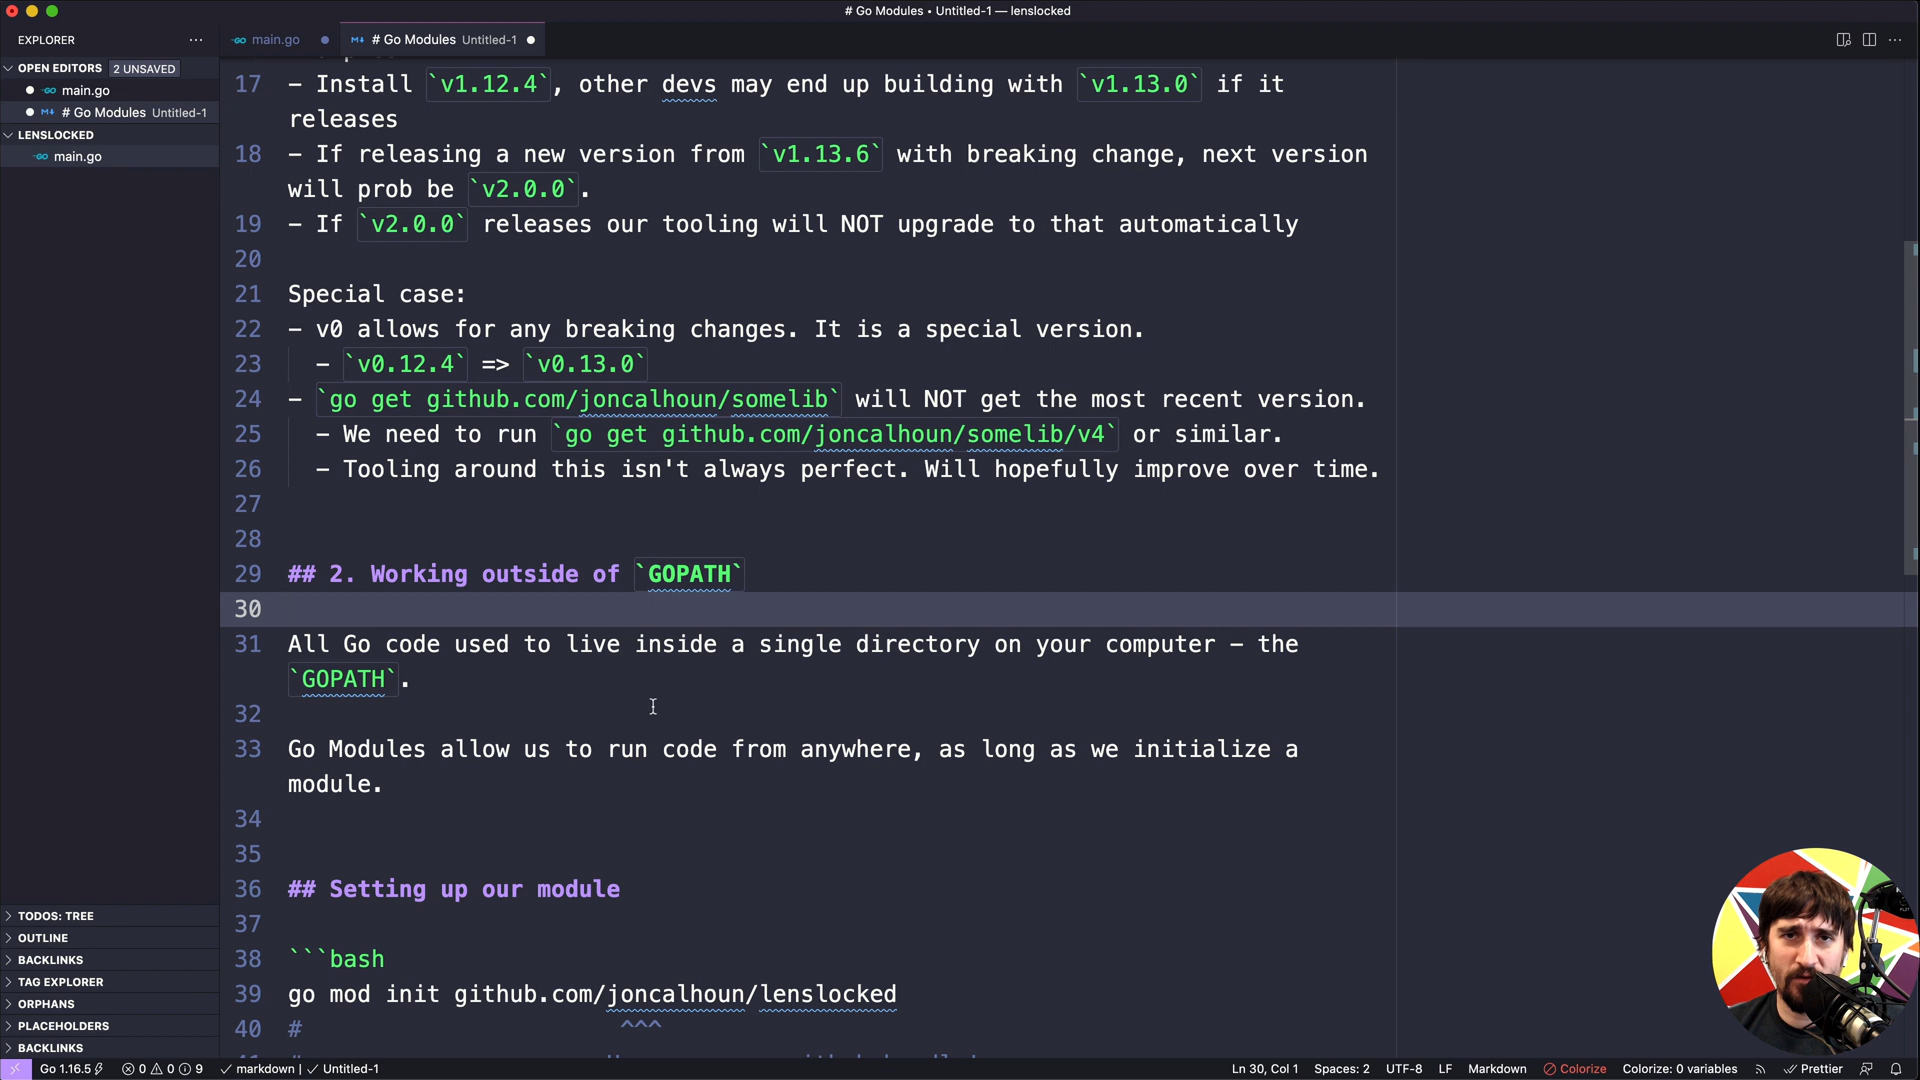 # Go Modules • Untitled-1 — lenslocked
EXPLORER
main.go
# Go Modules Untitled-1
OPEN EDITORS 2 UNSAVED
main.go
# Go Modules Untitled-1
LENSLOCKED
main.go
17 - Install `v1.12.4`, other devs may end up building with `v1.13.0` if it
releases
18 - If releasing a new version from `v1.13.6` with breaking change, next version
will prob be `v2.0.0`.
19 - If `v2.0.0` releases our tooling will NOT upgrade to that automatically
20
21 Special case:
22 - v0 allows for any breaking changes. It is a special version.
23 - `v0.12.4` => `v0.13.0`
24 - `go get github.com/joncalhoun/somelib` will NOT get the most recent version.
25 - We need to run `go get github.com/joncalhoun/somelib/v4` or similar.
26 - Tooling around this isn't always perfect. Will hopefully improve over time.
27
28
29 ## 2. Working outside of `GOPATH`
30
31 All Go code used to live inside a single directory on your computer - the
`GOPATH`.
32
33 Go Modules allow us to run code from anywhere, as long as we initialize a
module.
34
35
36 ## Setting up our module
37
38 ```bash
39 go mod init github.com/joncalhoun/lenslocked
40 # ^^^
TODOS: TREE
OUTLINE
BACKLINKS
TAG EXPLORER
ORPHANS
PLACEHOLDERS
BACKLINKS
Go 1.16.5 0 0 9 markdown | Untitled-1
Ln 30, Col 1 Spaces: 2 UTF-8 LF Markdown Colorize Colorize: 0 variables Prettier